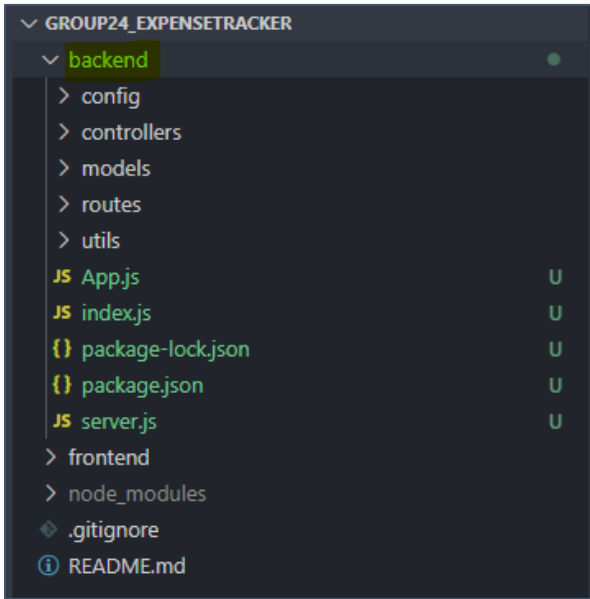 GROUP24_EXPENSETRACKER
backend
config
controllers
models
routes
utils
JS App.js U
JS index.js U
{} package-lock.json U
{} package.json U
JS server.js U
frontend
node_modules
.gitignore
README.md